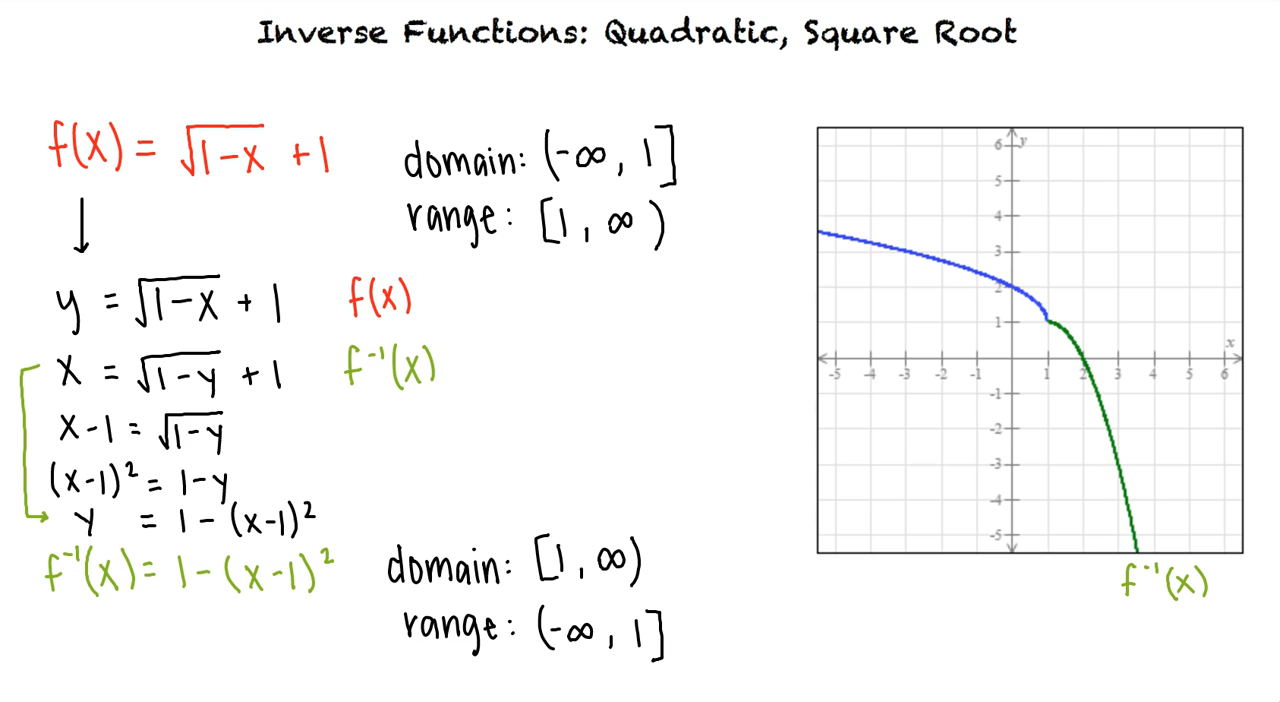 Inverse Functions: Quadratic, Square Root
f(x) = √(1-x) + 1
domain: (-∞, 1]
range: [1, ∞)
↓
y = √(1-x) + 1 f(x)
x = √(1-y) + 1 f⁻¹(x)
x-1 = √(1-y)
(x-1)² = 1-y
y = 1-(x-1)²
f⁻¹(x) = 1-(x-1)²
domain: [1, ∞)
range: (-∞, 1]
y
6
5
4
3
2
1
x
-5 -4 -3 -2 -1 1 2 3 4 5 6
-1
-2
-3
-4
-5
f⁻¹(x)